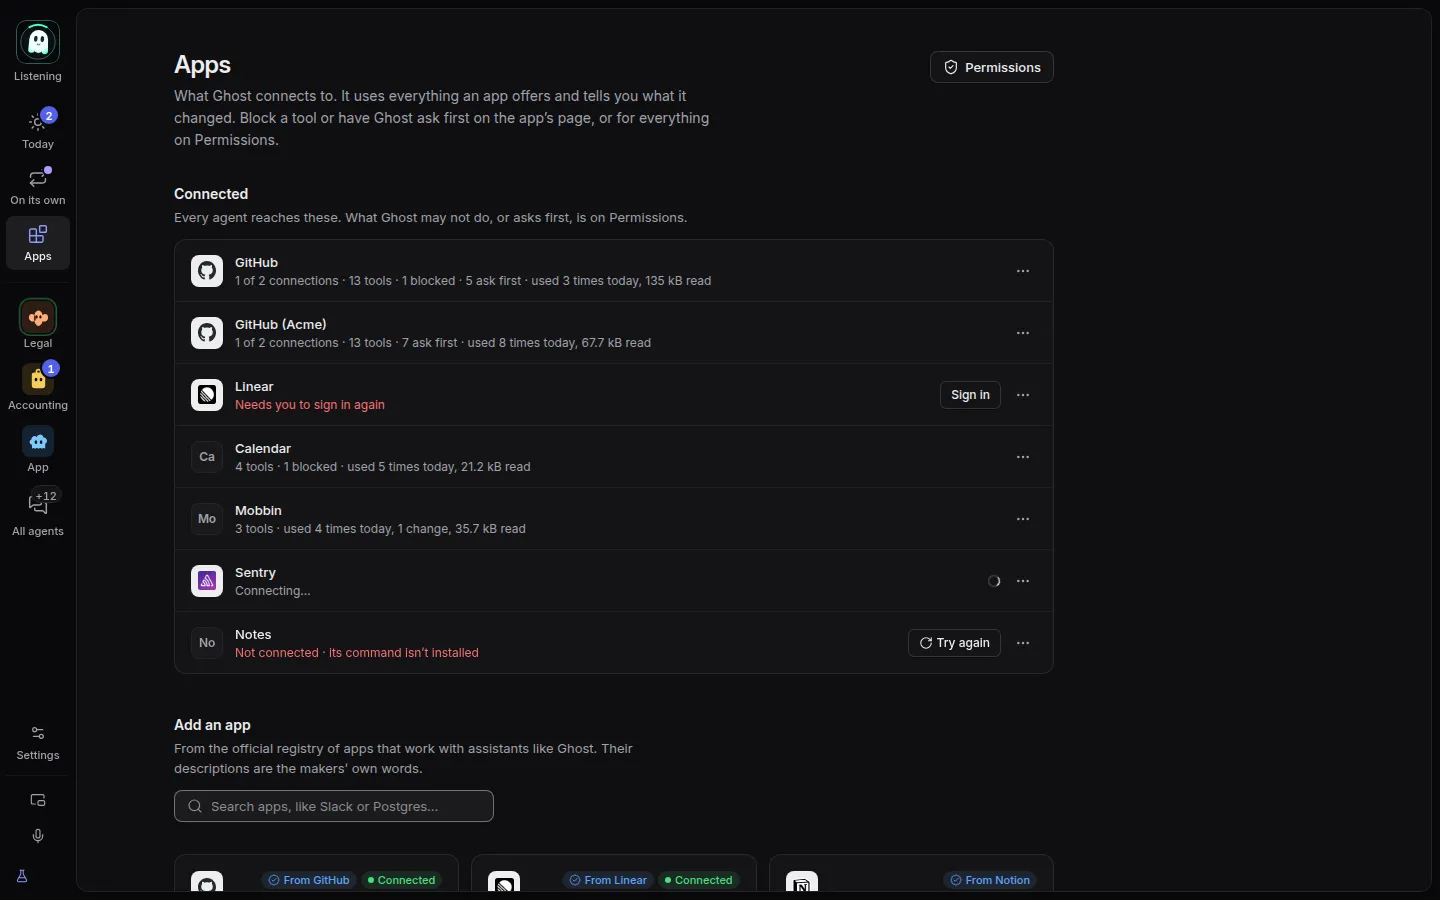 Listening
2
Today
On its own
Apps
Legal
1
Accounting
App
+12
All agents
Settings
Apps
Permissions
What Ghost connects to. It uses everything an app offers and tells you what it
changed. Block a tool or have Ghost ask first on the app’s page, or for everything
on Permissions.
Connected
Every agent reaches these. What Ghost may not do, or asks first, is on Permissions.
GitHub
1 of 2 connections · 13 tools · 1 blocked · 5 ask first · used 3 times today, 135 kB read
GitHub (Acme)
1 of 2 connections · 13 tools · 7 ask first · used 8 times today, 67.7 kB read
Linear
Needs you to sign in again
Sign in
Ca
Calendar
4 tools · 1 blocked · used 5 times today, 21.2 kB read
Mo
Mobbin
3 tools · used 4 times today, 1 change, 35.7 kB read
Sentry
Connecting…
No
Notes
Not connected · its command isn’t installed
Try again
Add an app
From the official registry of apps that work with assistants like Ghost. Their
descriptions are the makers’ own words.
Search apps, like Slack or Postgres…
From GitHub
Connected
From Linear
Connected
From Notion